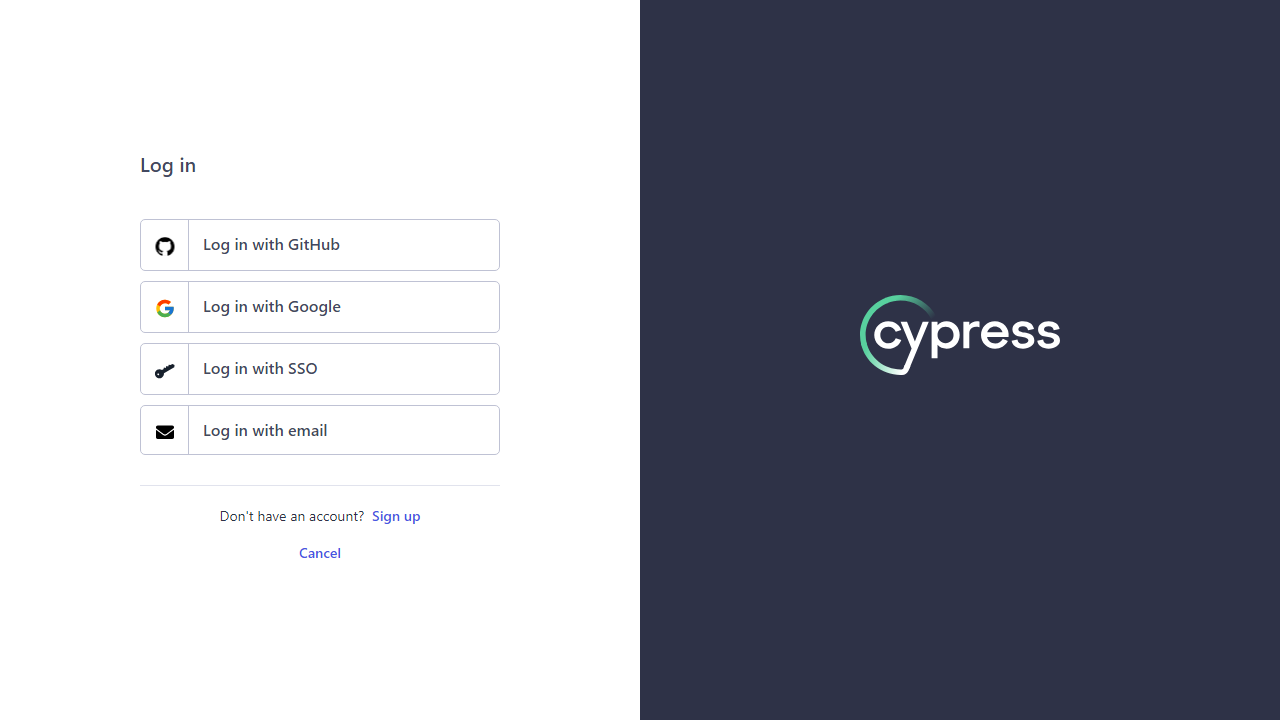 Log in
Log in with GitHub
Log in with Google
Log in with SSO
Log in with email
Don't have an account? Sign up
Cancel
cypress